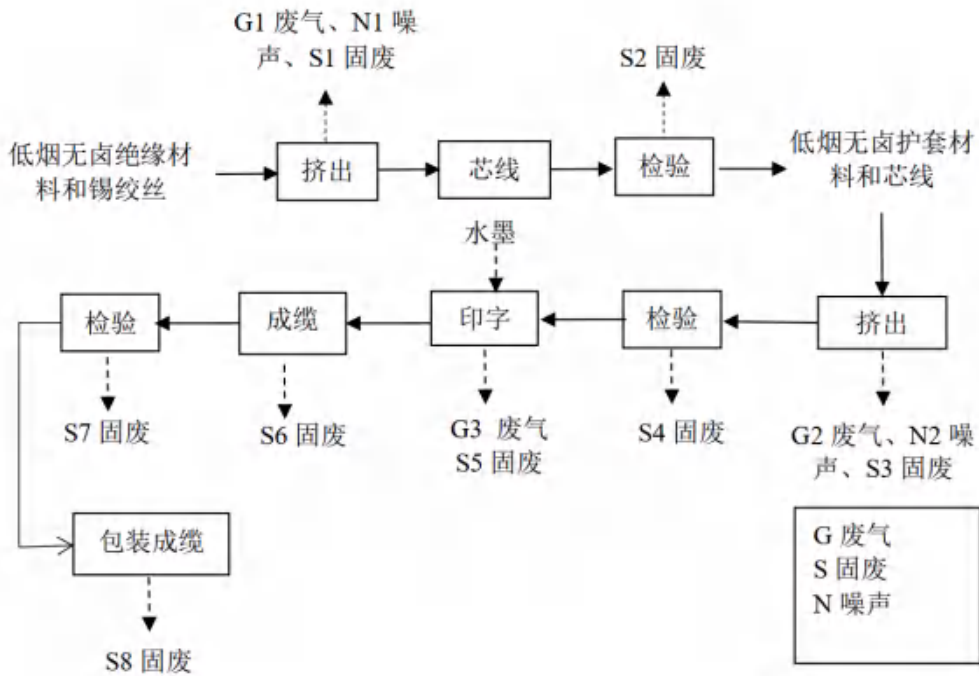 G1 废气、N1 噪
声、S1 固废
S2 固废
低烟无卤绝缘材
料和锡绞丝
挤出
芯线
检验
低烟无卤护套材
料和芯线
水墨
检验
成缆
印字
检验
挤出
S7 固废
S6 固废
G3 废气
S5 固废
S4 固废
G2 废气、N2 噪
声、S3 固废
包装成缆
S8 固废
G 废气
S 固废
N 噪声